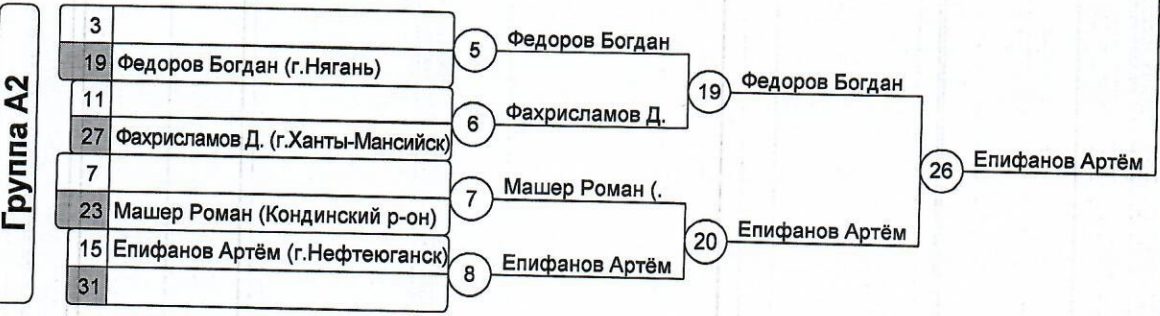 Группа А2
3
19 Федоров Богдан (г.Нягань)
5
Федоров Богдан
11
27 Фахрисламов Д. (г.Ханты-Мансийск)
6
Фахрисламов Д.
19
Федоров Богдан
7
23 Машер Роман (Кондинский р-он)
7
Машер Роман (.
15 Епифанов Артём (г.Нефтеюганск)
31
8
Епифанов Артём
20
Епифанов Артём
26
Епифанов Артём